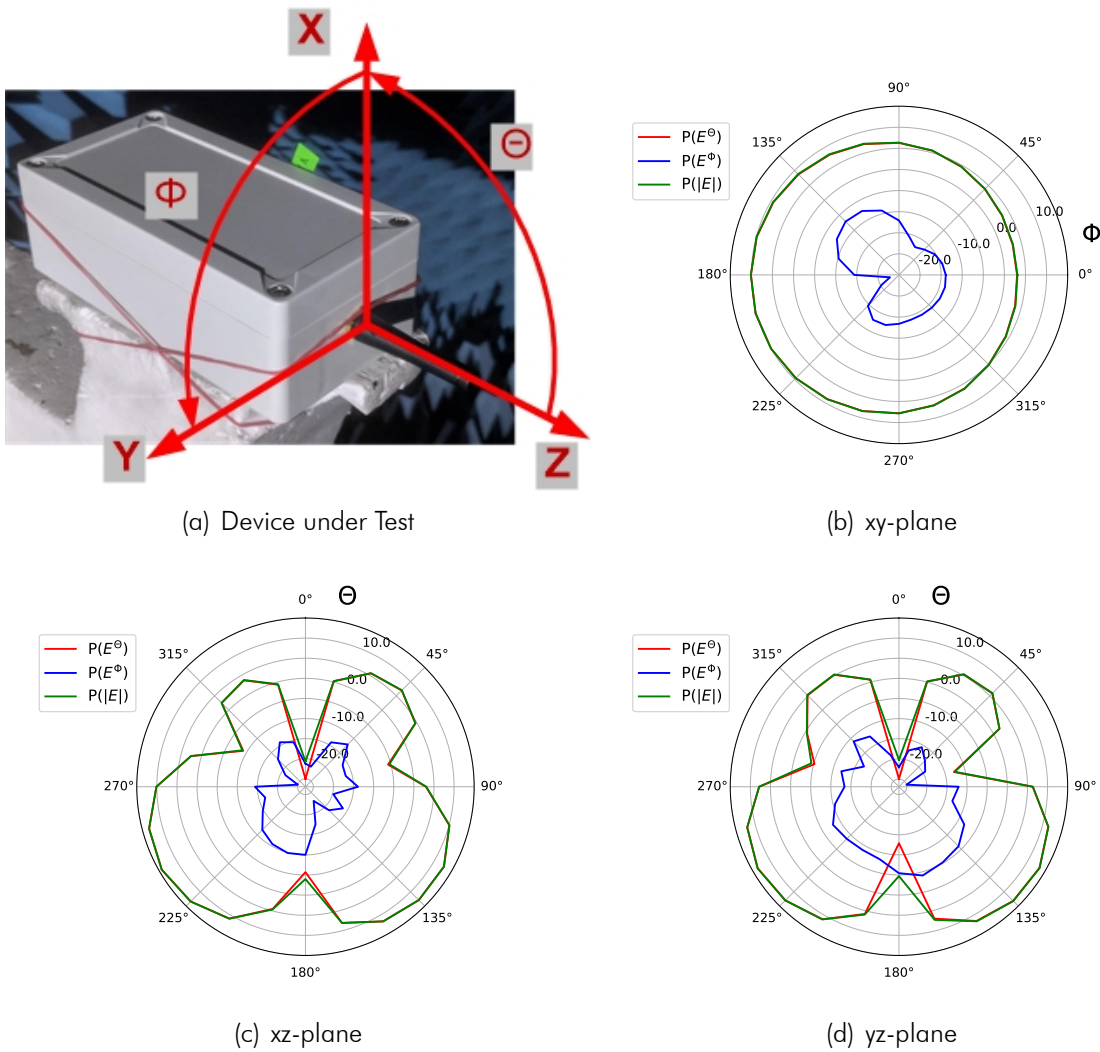 X
Θ
Φ
Y
Z
(a) Device under Test
P(E^Θ)
P(E^Φ)
P(|E|)
90°
135°
45°
10.0
0.0
-10.0
-20.0
Φ
180°
0°
225°
315°
270°
(b) xy-plane
0°
Θ
P(E^Θ)
P(E^Φ)
P(|E|)
315°
10.0
45°
0.0
-10.0
-20.0
270°
90°
225°
135°
180°
(c) xz-plane
0°
Θ
P(E^Θ)
P(E^Φ)
P(|E|)
315°
10.0
45°
0.0
-10.0
-20.0
270°
90°
225°
135°
180°
(d) yz-plane